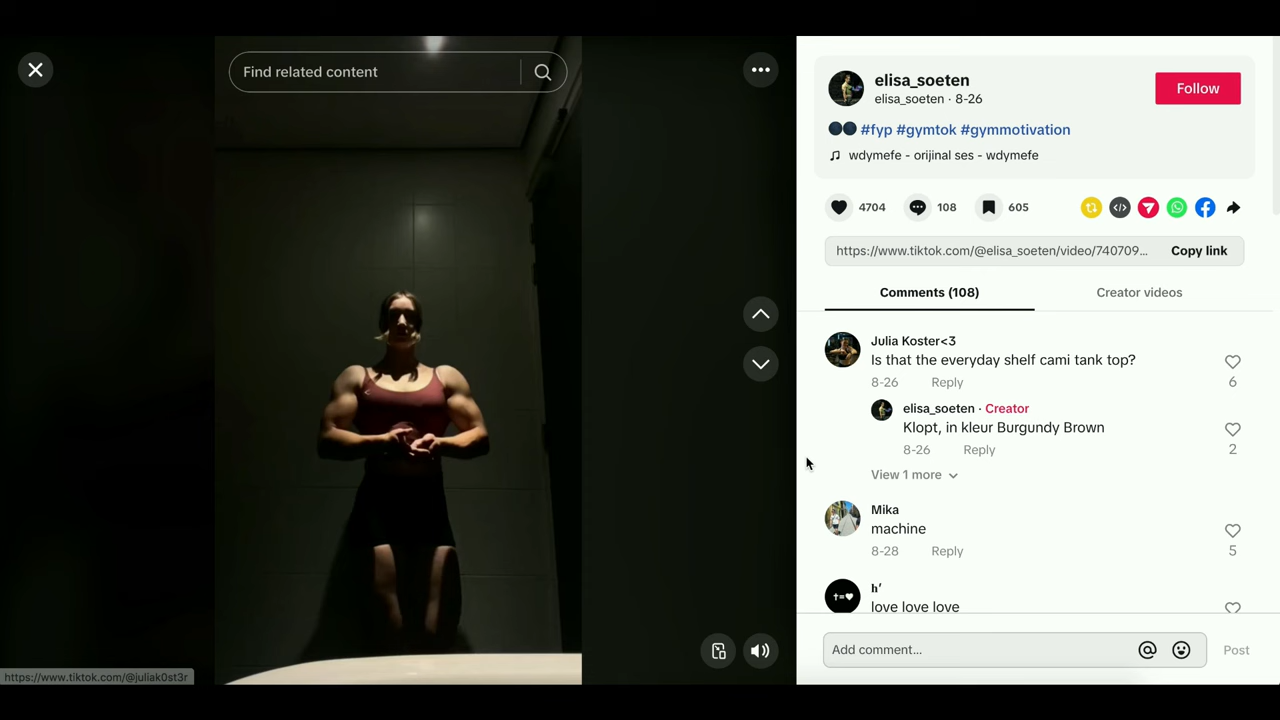 Find related content
elisa_soeten
elisa_soeten · 8-26
Follow
🌑🌑 #fyp #gymtok #gymmotivation
wdymefe - orijinal ses - wdymefe
4704
108
605
https://www.tiktok.com/@elisa_soeten/video/740709...
Copy link
Comments (108)
Creator videos
Julia Koster<3
Is that the everyday shelf cami tank top?
8-26 Reply
6
elisa_soeten · Creator
Klopt, in kleur Burgundy Brown
8-26 Reply
2
View 1 more
Mika
machine
8-28 Reply
5
h′
love love love
Add comment...
Post
https://www.tiktok.com/@juliak0st3r